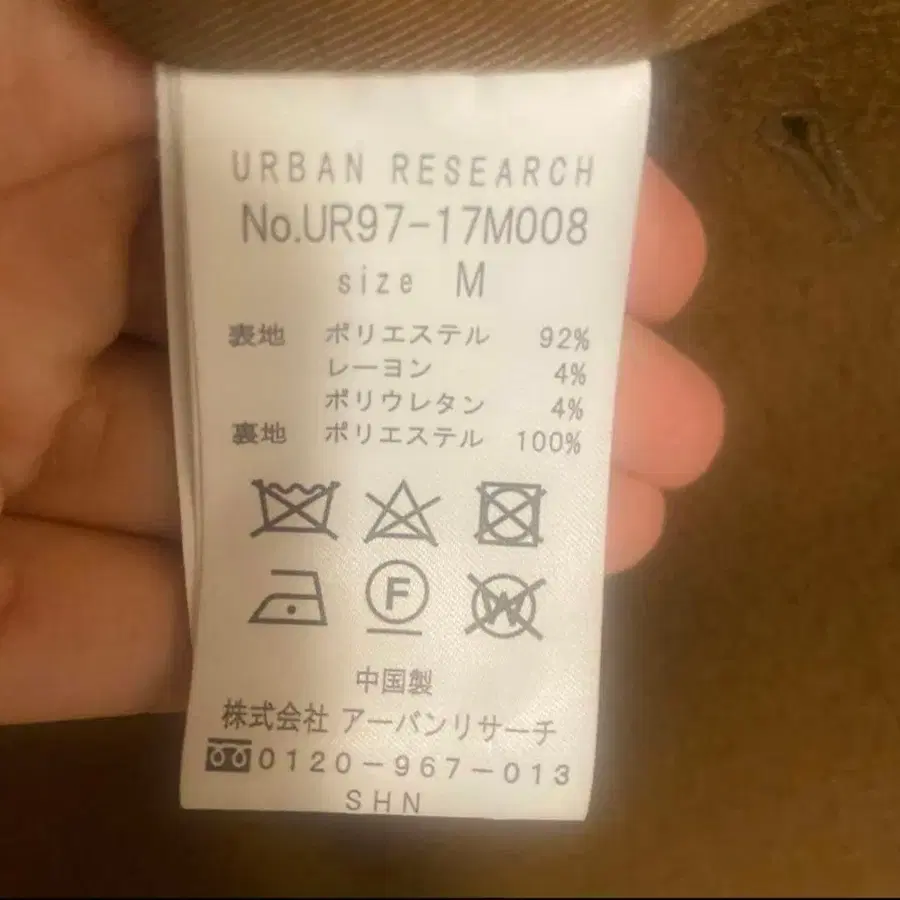 URBAN RESEARCH
No.UR97-17M008
size M
表地 ポリエステル 92%
レーヨン 4%
ポリウレタン 4%
裏地 ポリエステル 100%
F
W
中国製
株式会社 アーバンリサーチ
0120-967-013
SHN